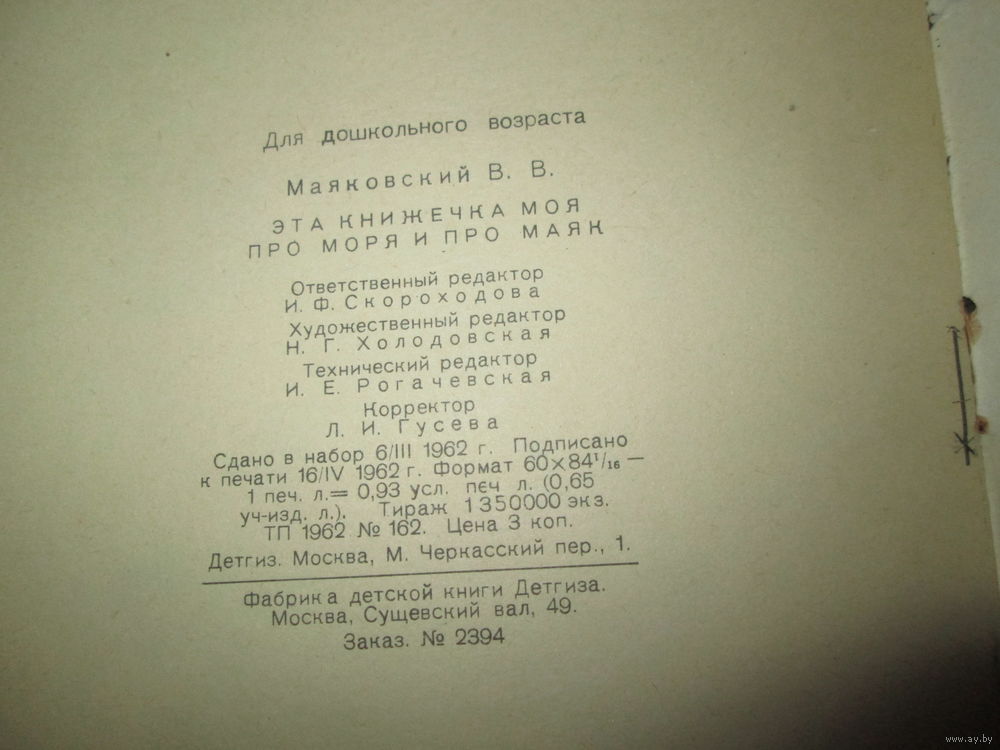 Для дошкольного возраста
Маяковский В. В.
ЭТА КНИЖЕЧКА МОЯ
ПРО МОРЯ И ПРО МАЯК
Ответственный редактор
И. Ф. Скороходова
Художественный редактор
Н. Г. Холодовская
Технический редактор
И. Е. Рогачевская
Корректор
Л. И. Гусева
Сдано в набор 6/III 1962 г. Подписано
к печати 16/IV 1962 г. Формат 60×84¹/₁₆ —
1 печ. л.= 0,93 усл. печ л. (0,65
уч-изд. л.). Тираж 1 350 000 экз.
ТП 1962 № 162. Цена 3 коп.
Детгиз. Москва, М. Черкасский пер., 1.
Фабрика детской книги Детгиза.
Москва, Сущевский вал, 49.
Заказ. № 2394
www.ay.by